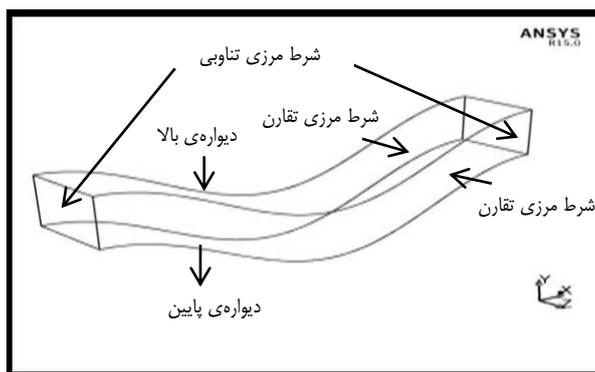 ANSYS
R15.0
شرط مرزی تناوبی
شرط مرزی تقارن
دیواره‌ی بالا
شرط مرزی تقارن
دیواره‌ی پایین
Y
X
Z